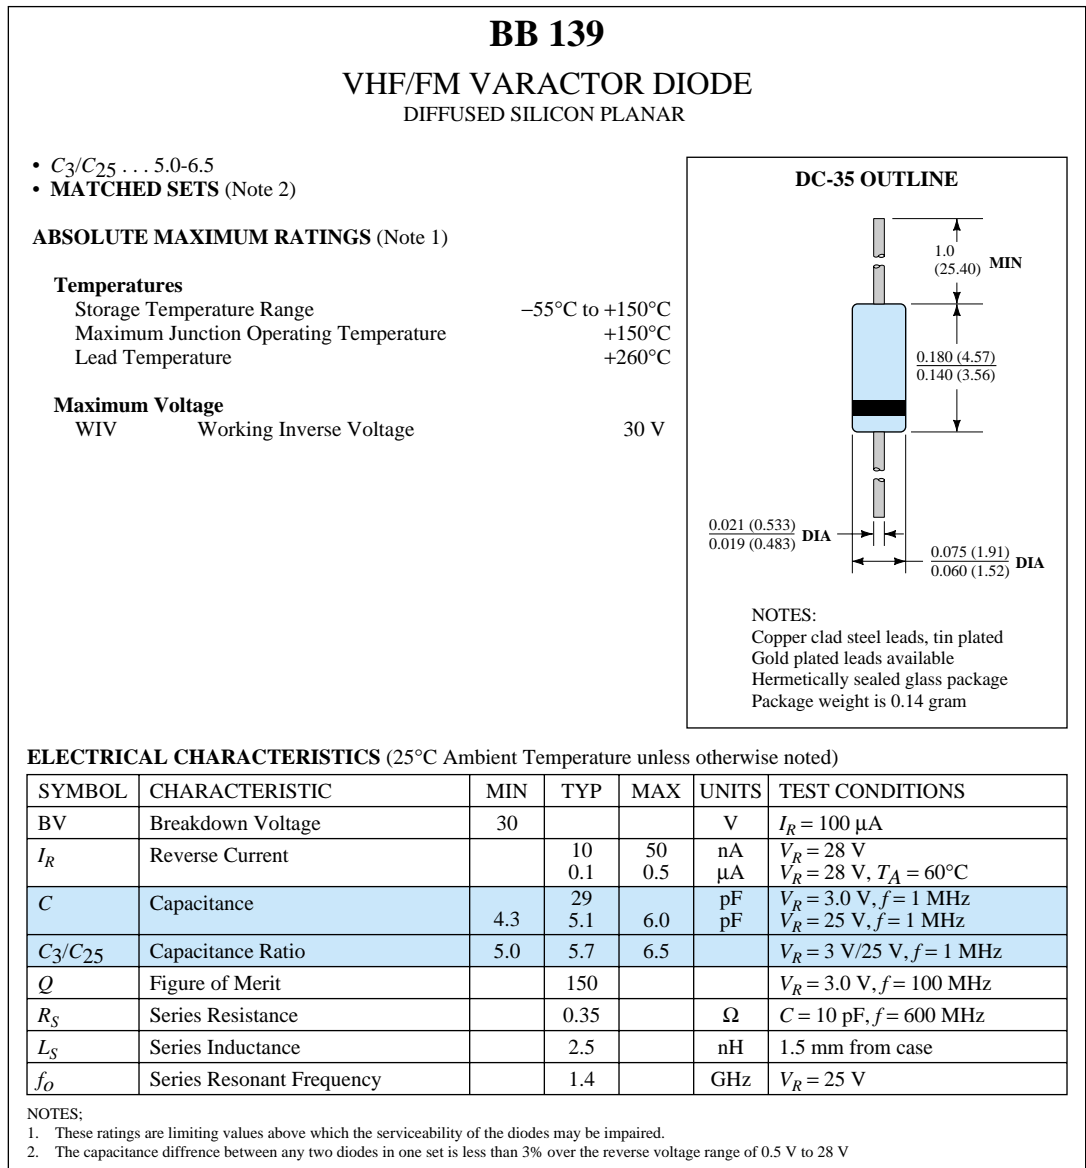 BB 139
VHF/FM VARACTOR DIODE
DIFFUSED SILICON PLANAR
• C3/C25 . . . 5.0-6.5
• MATCHED SETS (Note 2)
ABSOLUTE MAXIMUM RATINGS (Note 1)
Temperatures
Storage Temperature Range –55°C to +150°C
Maximum Junction Operating Temperature +150°C
Lead Temperature +260°C
Maximum Voltage
WIV Working Inverse Voltage 30 V
DC-35 OUTLINE
1.0
(25.40) MIN
0.180 (4.57)
0.140 (3.56)
0.021 (0.533)
0.019 (0.483) DIA
0.075 (1.91)
0.060 (1.52) DIA
NOTES:
Copper clad steel leads, tin plated
Gold plated leads available
Hermetically sealed glass package
Package weight is 0.14 gram
ELECTRICAL CHARACTERISTICS (25°C Ambient Temperature unless otherwise noted)
SYMBOL CHARACTERISTIC MIN TYP MAX UNITS TEST CONDITIONS
BV Breakdown Voltage 30 V IR = 100 µA
IR Reverse Current 10 50 nA VR = 28 V
0.1 0.5 µA VR = 28 V, TA = 60°C
C Capacitance 29 pF VR = 3.0 V, f = 1 MHz
4.3 5.1 6.0 pF VR = 25 V, f = 1 MHz
C3/C25 Capacitance Ratio 5.0 5.7 6.5 VR = 3 V/25 V, f = 1 MHz
Q Figure of Merit 150 VR = 3.0 V, f = 100 MHz
RS Series Resistance 0.35 Ω C = 10 pF, f = 600 MHz
LS Series Inductance 2.5 nH 1.5 mm from case
fo Series Resonant Frequency 1.4 GHz VR = 25 V
NOTES;
1. These ratings are limiting values above which the serviceability of the diodes may be impaired.
2. The capacitance diffrence between any two diodes in one set is less than 3% over the reverse voltage range of 0.5 V to 28 V